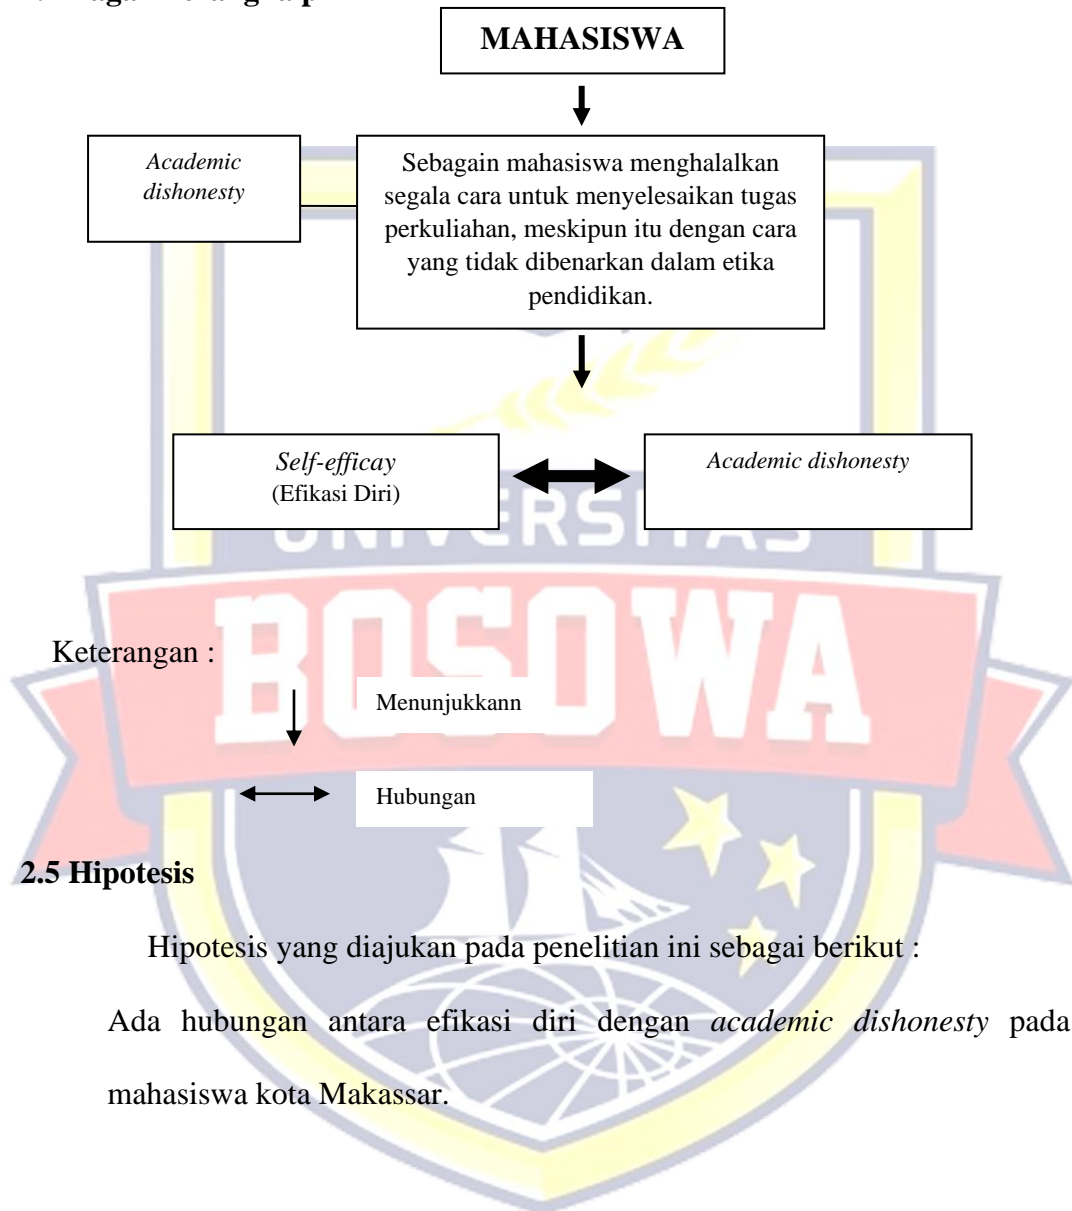 MAHASISWA
Academic
dishonesty
Sebagain mahasiswa menghalalkan
segala cara untuk menyelesaikan tugas
perkuliahan, meskipun itu dengan cara
yang tidak dibenarkan dalam etika
pendidikan.
Self-efficay
(Efikasi Diri)
Academic dishonesty
UNIVERSITAS
BOSOWA
Keterangan :
Menunjukkann
Hubungan
2.5 Hipotesis
Hipotesis yang diajukan pada penelitian ini sebagai berikut :
Ada hubungan antara efikasi diri dengan academic dishonesty pada
mahasiswa kota Makassar.